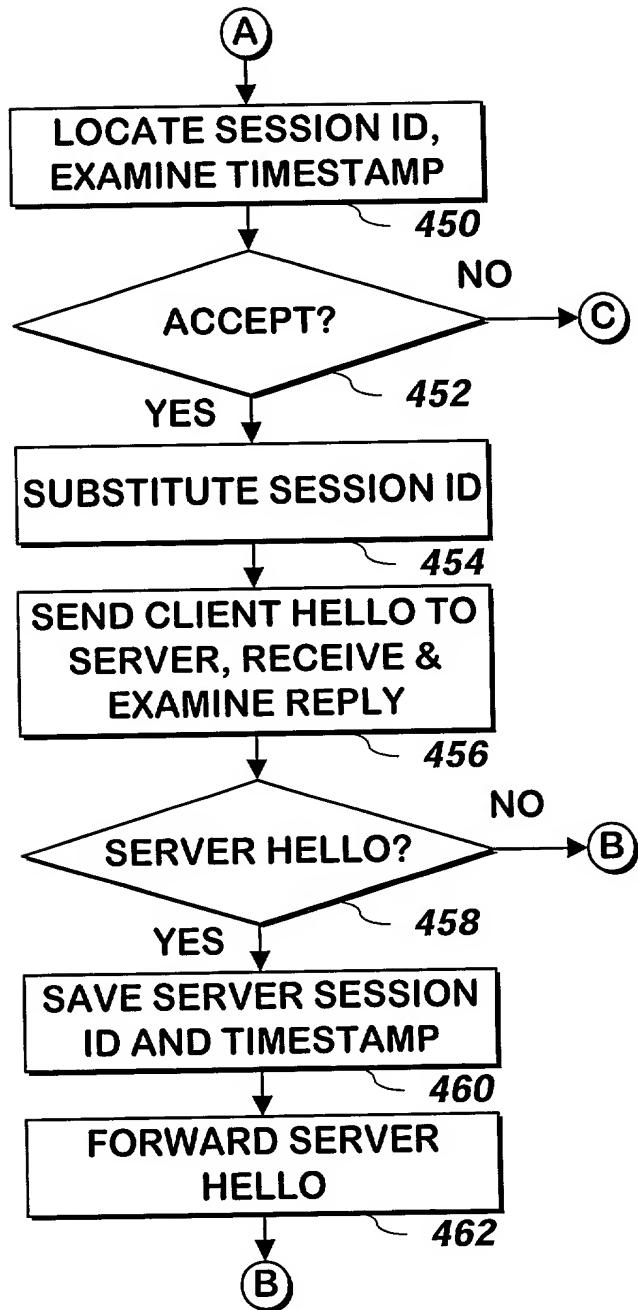 A
LOCATE SESSION ID,
EXAMINE TIMESTAMP
450
NO
ACCEPT?
C
452
YES
SUBSTITUTE SESSION ID
454
SEND CLIENT HELLO TO
SERVER, RECEIVE &
EXAMINE REPLY
456
NO
SERVER HELLO?
B
458
YES
SAVE SERVER SESSION
ID AND TIMESTAMP
460
FORWARD SERVER
HELLO
462
B